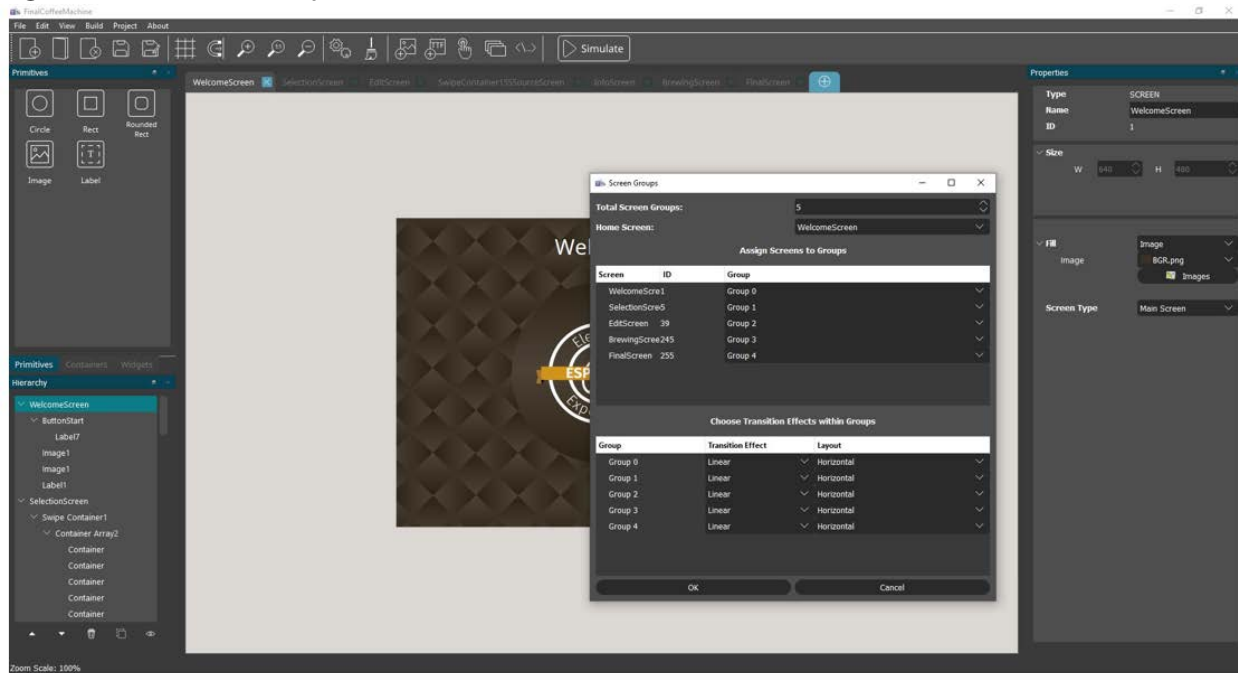 FinalCoffeeMachine
File Edit View Build Project About
Simulate
Primitives
Circle Rect Rounded Rect
Image Label
Primitives Containers Widgets
Hierarchy
WelcomeScreen
ButtonStart
Label7
Image1
Image1
Label1
SelectionScreen
Swipe Container1
Container Array2
Container
Container
Container
Container
Container
Zoom Scale: 100%
WelcomeScreen SelectionScreen EditScreen SwipeContainer155SourceScreen InfoScreen BrewingScreen FinalScreen
Wel
Ele
ESP
Exp
Screen Groups
Total Screen Groups: 5
Home Screen: WelcomeScreen
Assign Screens to Groups
Screen ID Group
WelcomeScre1 Group 0
SelectionScre5 Group 1
EditScreen 39 Group 2
BrewingScree245 Group 3
FinalScreen 255 Group 4
Choose Transition Effects within Groups
Group Transition Effect Layout
Group 0 Linear Horizontal
Group 1 Linear Horizontal
Group 2 Linear Horizontal
Group 3 Linear Horizontal
Group 4 Linear Horizontal
OK Cancel
Properties
Type SCREEN
Name WelcomeScreen
ID 1
Size
W 640 H 480
Fill Image
Image BGR.png
Images
Screen Type Main Screen